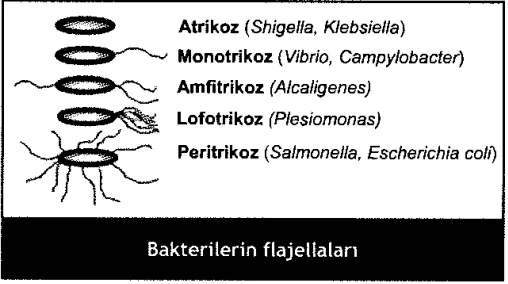 Atrikoz (Shigella, Klebsiella)
Monotrikoz (Vibrio, Campylobacter)
Amfitrikoz (Alcaligenes)
Lofotrikoz (Plesiomonas)
Peritrikoz (Salmonella, Escherichia coli)
Bakterilerin flajellaları